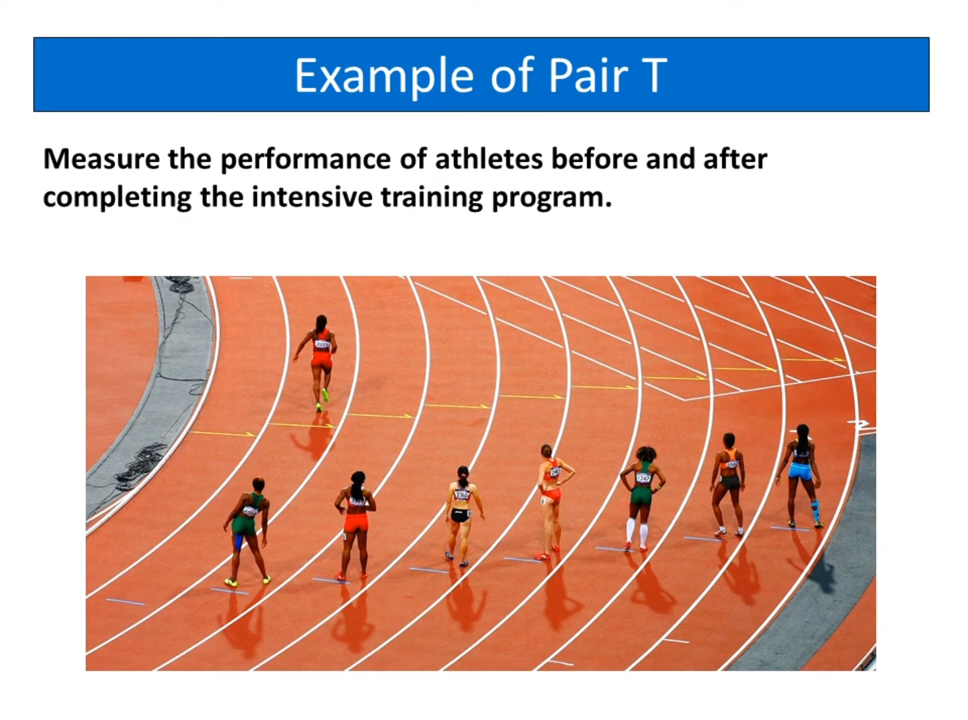 Example of Pair T
Measure the performance of athletes before and after
completing the intensive training program.